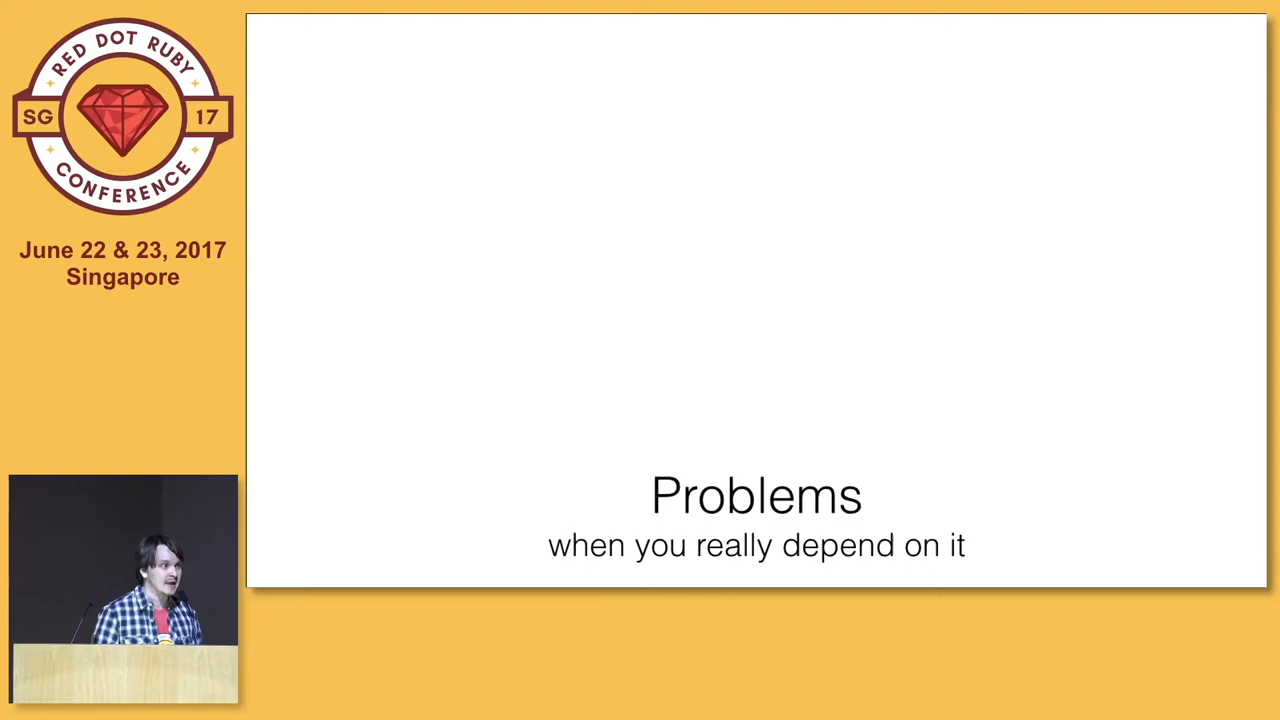 RED DOT RUBY
SG 17
CONFERENCE
June 22 & 23, 2017
Singapore
Problems
when you really depend on it